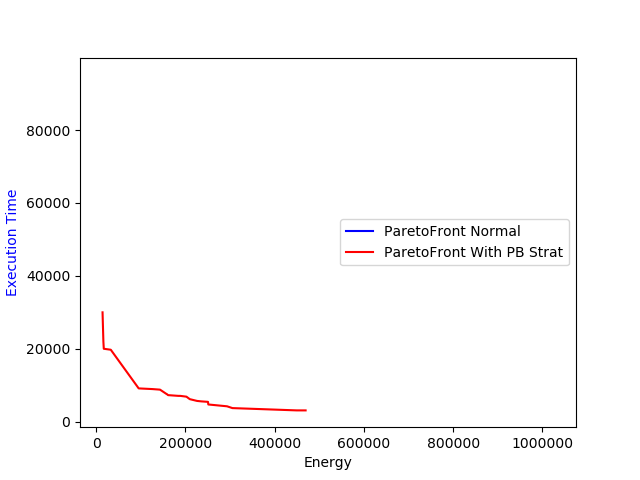 80000
60000
40000
20000
0
Execution Time
ParetoFront Normal
ParetoFront With PB Strat
0 200000 400000 600000 800000 1000000
Energy